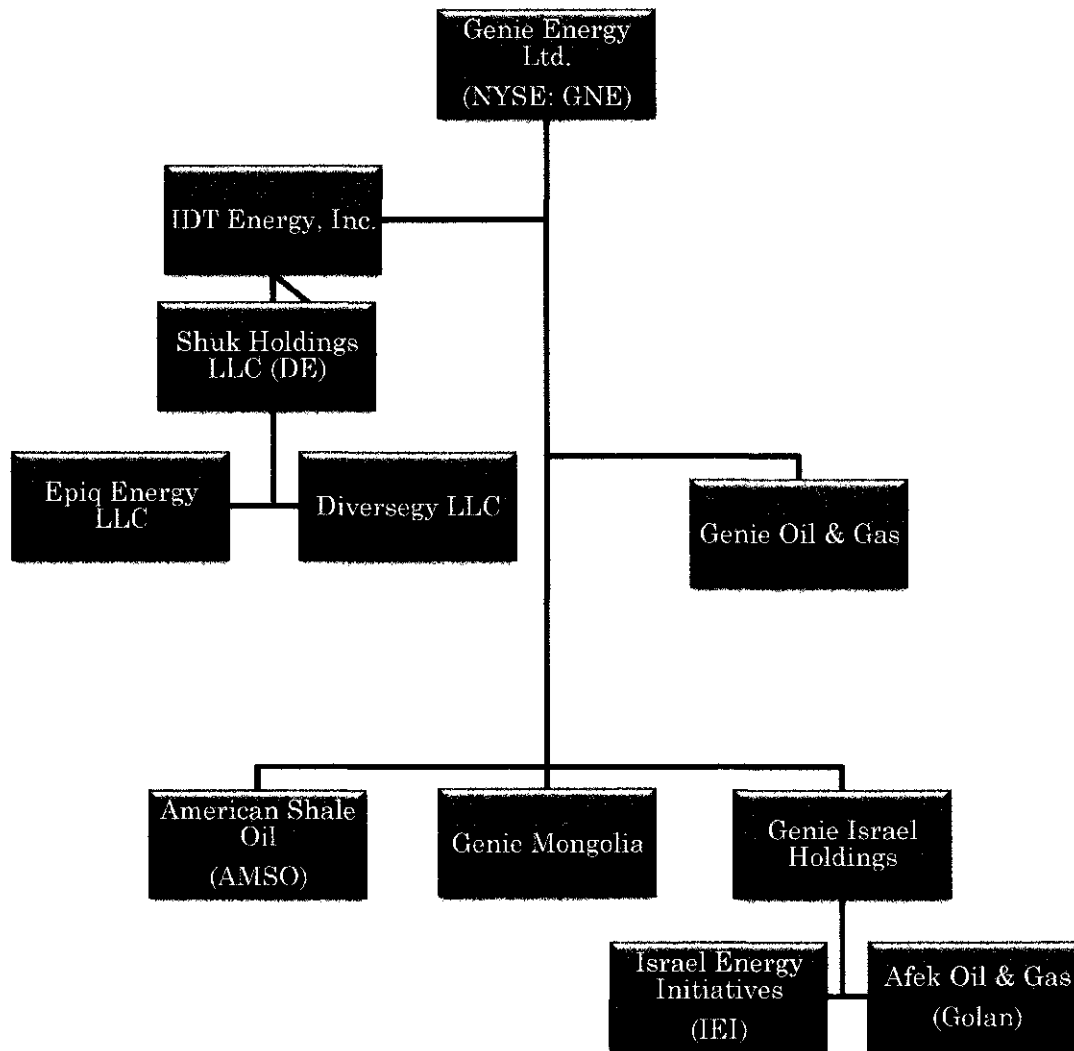 Genie Energy
Ltd.
(NYSE: GNE)
IDT Energy, Inc.
Shuk Holdings
LLC (DE)
Epiq Energy
LLC
Diversegy LLC
Genie Oil & Gas
American Shale
Oil
(AMSO)
Genie Mongolia
Genie Israel
Holdings
Israel Energy
Initiatives
(IEI)
Afek Oil & Gas
(Golan)